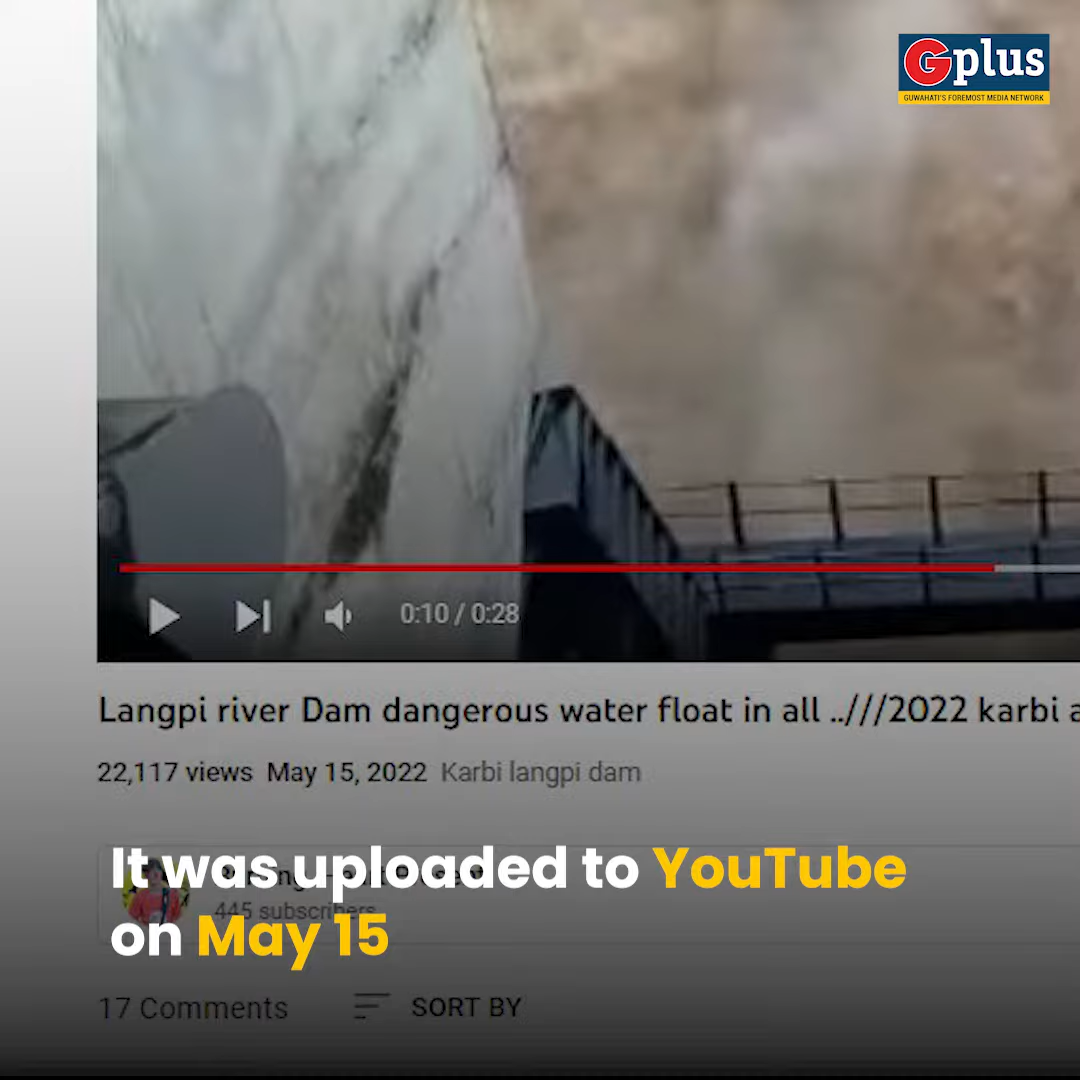 Gplus
GUWAHATI'S FOREMOST MEDIA NETWORK
0:10 / 0:28
Langpi river Dam dangerous water float in all ..///2022 karbi a
22,117 views May 15, 2022 Karbi langpi dam
It was uploaded to YouTube
445 subscribers
on May 15
17 Comments SORT BY